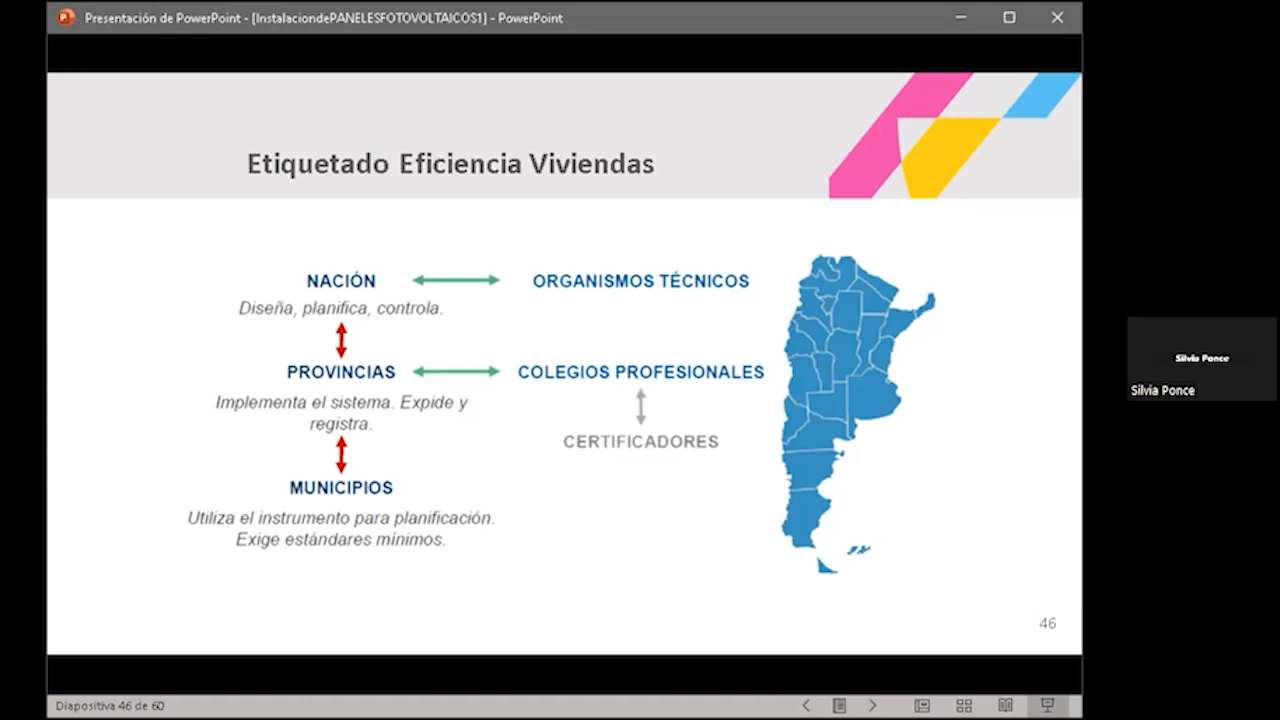 Presentación de PowerPoint - [InstalaciondePANELESFOTOVOLTAICOS1] - PowerPoint
Etiquetado Eficiencia Viviendas
NACIÓN
ORGANISMOS TÉCNICOS
Diseña, planifica, controla.
PROVINCIAS
COLEGIOS PROFESIONALES
Implementa el sistema. Expide y
registra.
CERTIFICADORES
MUNICIPIOS
Utiliza el instrumento para planificación.
Exige estándares mínimos.
46
Silvia Ponce
Silvia Ponce
Diapositiva 46 de 60